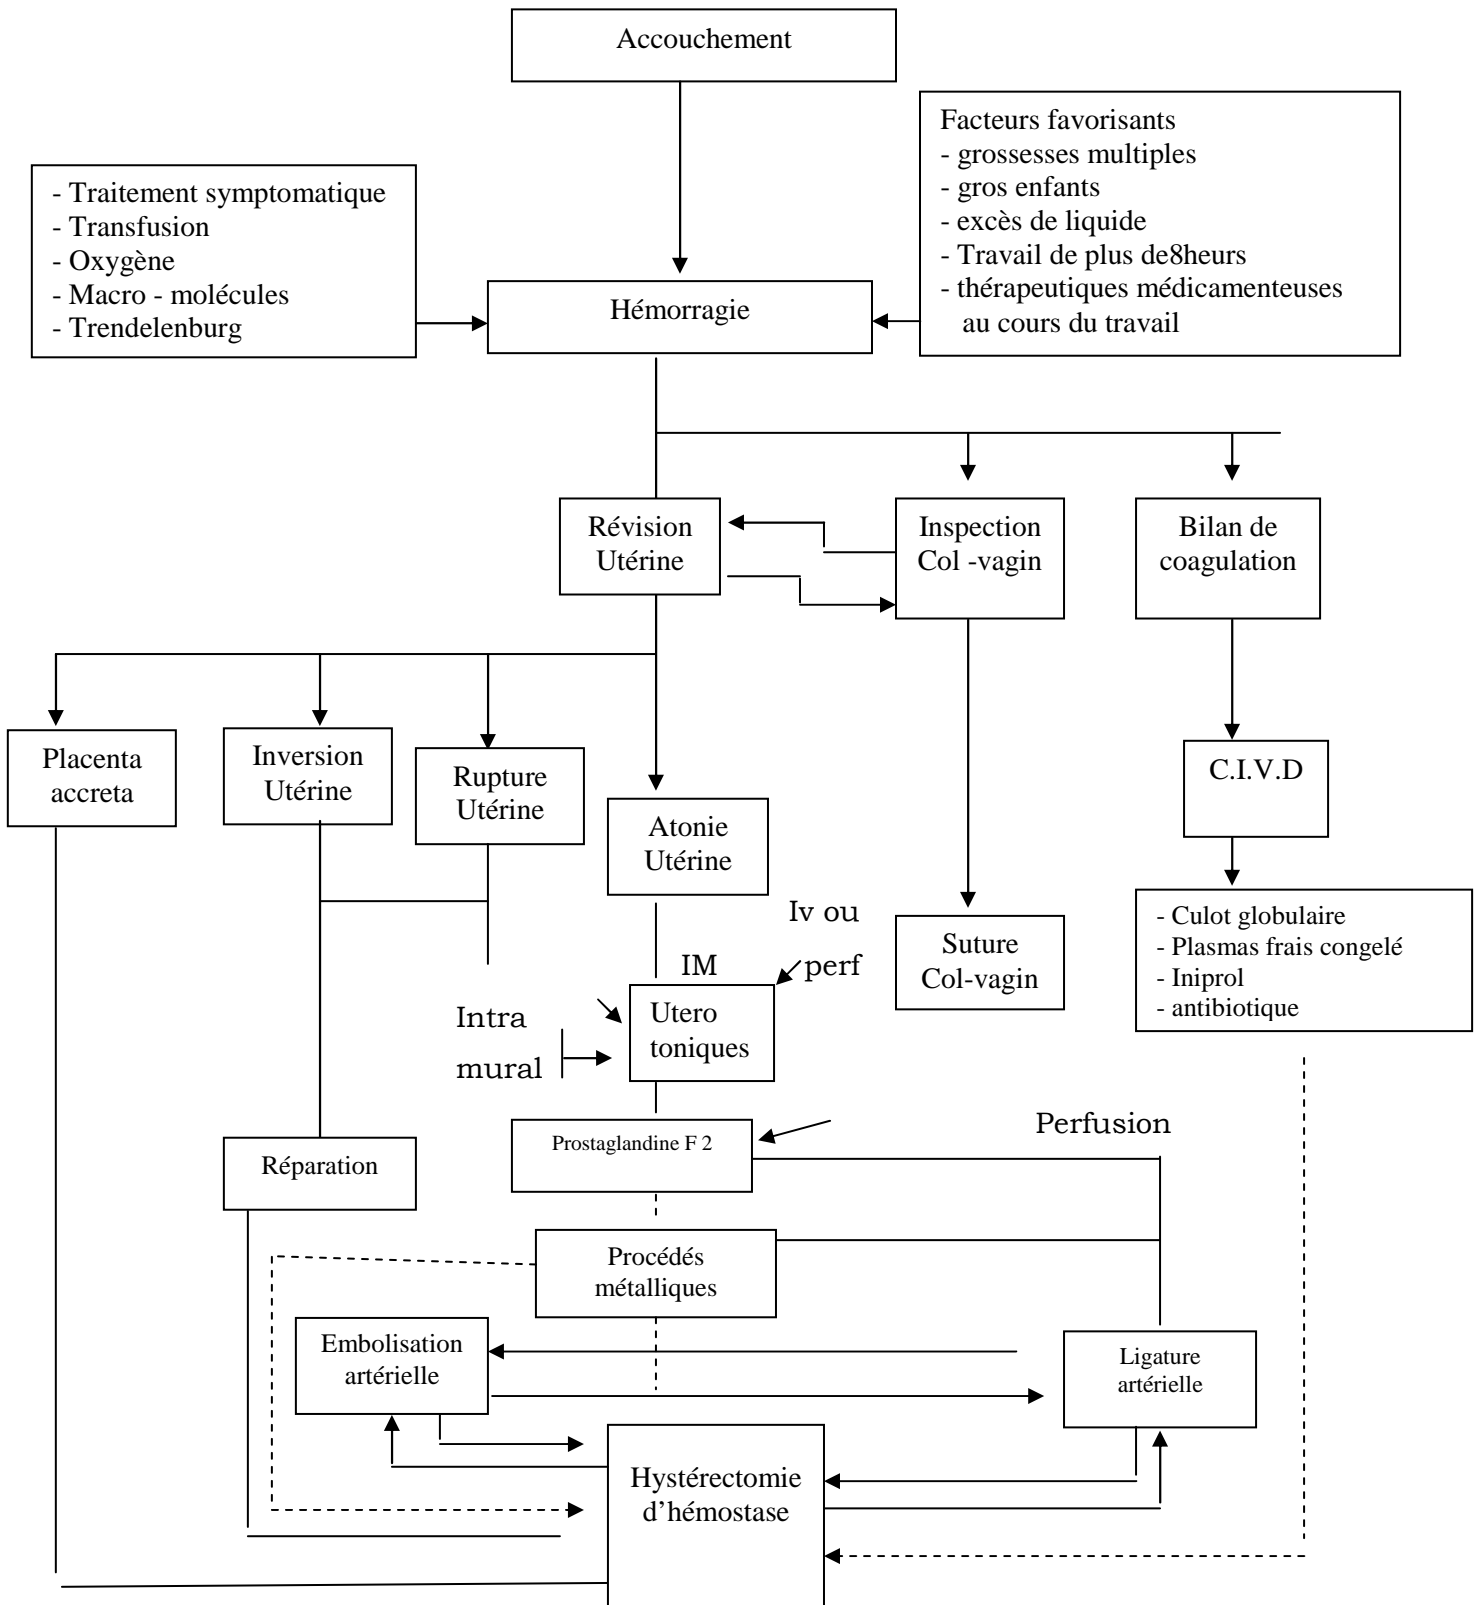 Accouchement
Facteurs favorisants
- grossesses multiples
- gros enfants
- excès de liquide
- Travail de plus de8heurs
- thérapeutiques médicamenteuses
au cours du travail
- Traitement symptomatique
- Transfusion
- Oxygène
- Macro - molécules
- Trendelenburg
Hémorragie
Révision
Utérine
Inspection
Col -vagin
Bilan de
coagulation
Placenta
accreta
Inversion
Utérine
Rupture
Utérine
Atonie
Utérine
C.I.V.D
Iv ou
perf
IM
Suture
Col-vagin
- Culot globulaire
- Plasmas frais congelé
- Iniprol
- antibiotique
Intra
mural
Utero
toniques
Perfusion
Prostaglandine F 2
Réparation
Procédés
métalliques
Embolisation
artérielle
Ligature
artérielle
Hystérectomie
d’hémostase